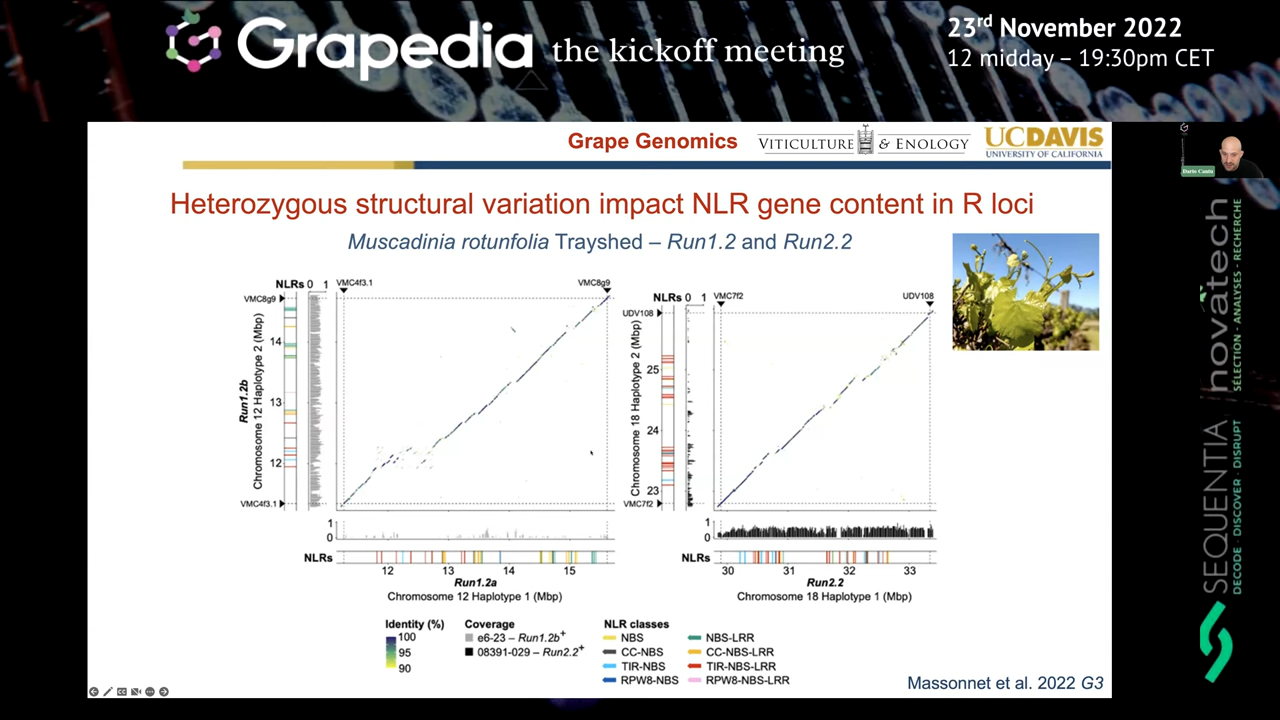 Grapedia the kickoff meeting
23rd November 2022
12 midday – 19:30pm CET
Grape Genomics
VITICULTURE & ENOLOGY
UC DAVIS
UNIVERSITY OF CALIFORNIA
Dario Cantu
Heterozygous structural variation impact NLR gene content in R loci
Muscadinia rotunfolia Trayshed – Run1.2 and Run2.2
NLRs 0 1
VMC4f3.1
VMC8g9
VMC8g9
14
13
12
VMC4f3.1
Run1.2b
Chromosome 12 Haplotype 2 (Mbp)
1
0
NLRs
12 13 14 15
Run1.2a
Chromosome 12 Haplotype 1 (Mbp)
NLRs 0 1
VMC7f2
UDV108
UDV108
25
24
23
VMC7f2
Chromosome 18 Haplotype 2 (Mbp)
1
0
NLRs
30 31 32 33
Run2.2
Chromosome 18 Haplotype 1 (Mbp)
Identity (%)
100
95
90
Coverage
e6-23 – Run1.2b+
08391-029 – Run2.2+
NLR classes
NBS
CC-NBS
TIR-NBS
RPW8-NBS
NBS-LRR
CC-NBS-LRR
TIR-NBS-LRR
RPW8-NBS-LRR
Massonnet et al. 2022 G3
novatech
SÉLECTION - ANALYSES - RECHERCHE
SEQUENTIA
DECODE · DISCOVER · DISRUPT